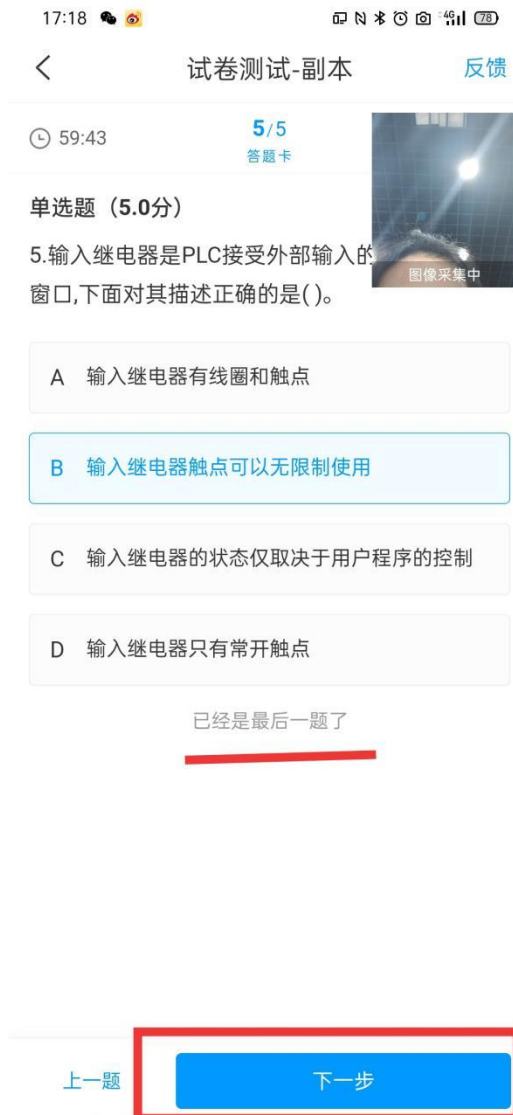 17:18 4G 78
试卷测试-副本 反馈
59:43 5/5
答题卡
单选题（5.0分）
图像采集中
5.输入继电器是PLC接受外部输入的
窗口,下面对其描述正确的是( )。
A 输入继电器有线圈和触点
B 输入继电器触点可以无限制使用
C 输入继电器的状态仅取决于用户程序的控制
D 输入继电器只有常开触点
已经是最后一题了
上一题 下一步